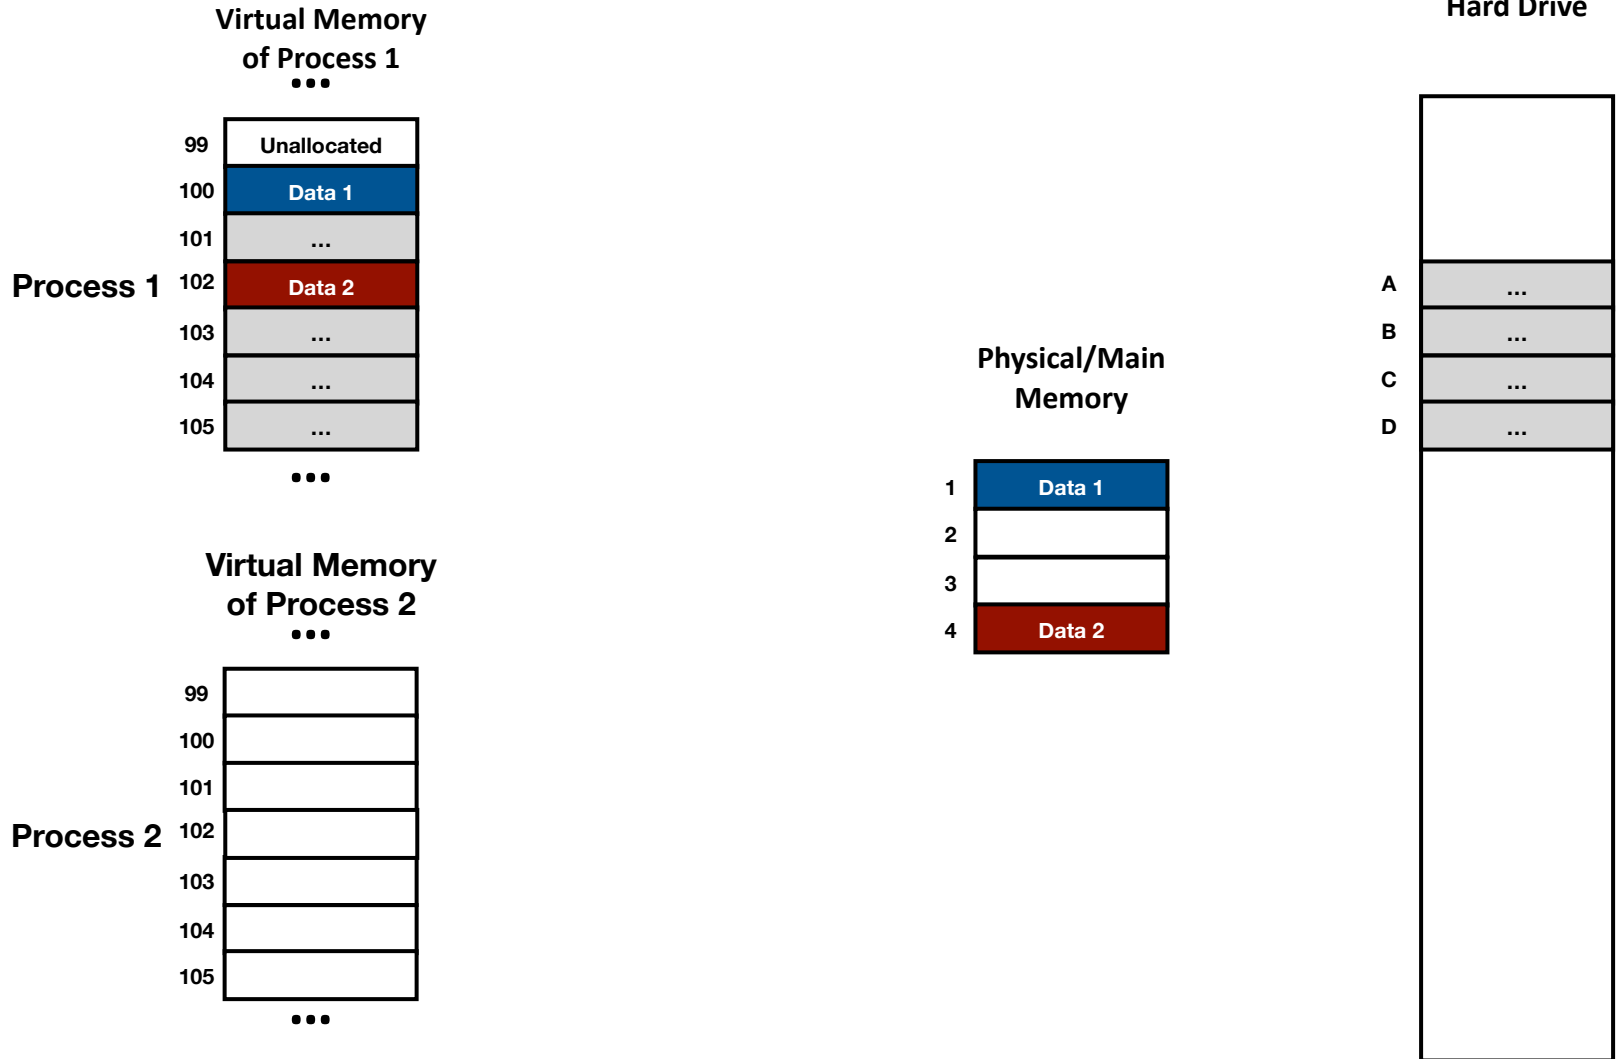 Virtual Memory
of Process 1
...
99 Unallocated
100 Data 1
101 ...
Process 1 102 Data 2
103 ...
104 ...
105 ...
...
Virtual Memory
of Process 2
...
99
100
101
Process 2 102
103
104
105
...
Physical/Main
Memory
1 Data 1
2
3
4 Data 2
Hard Drive
A ...
B ...
C ...
D ...